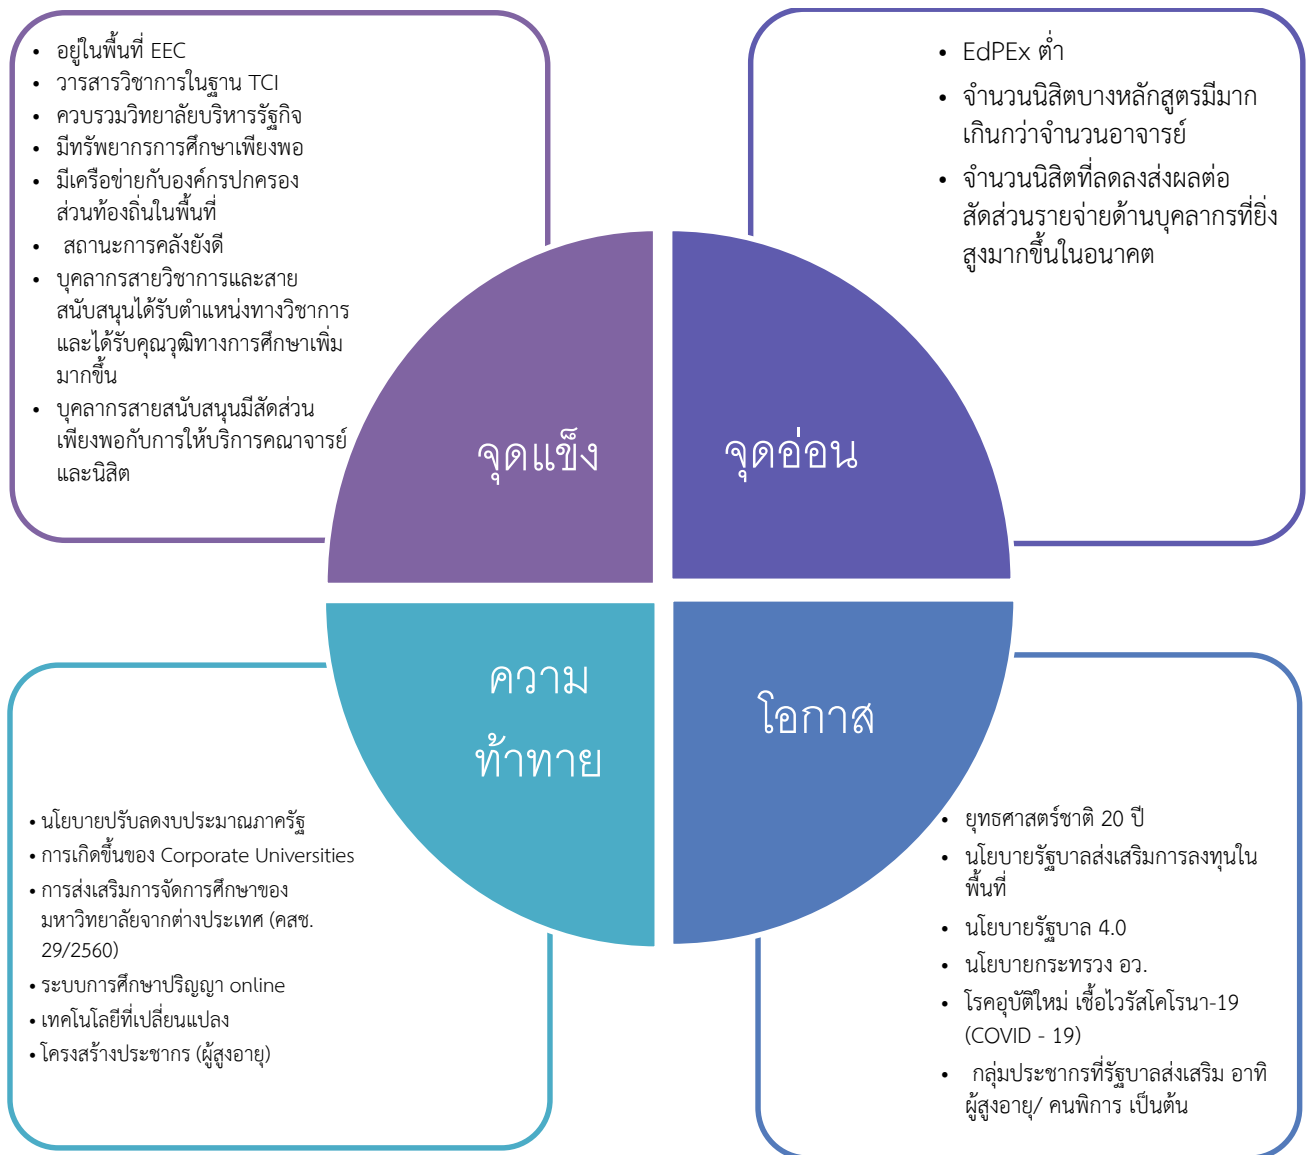 • อยู่ในพื้นที่ EEC
• วารสารวิชาการในฐาน TCI
• ควบรวมวิทยาลัยบริหารรัฐกิจ
• มีทรัพยากรการศึกษาเพียงพอ
• มีเครือข่ายกับองค์กรปกครอง
ส่วนท้องถิ่นในพื้นที่
• สถานะการคลังยังดี
• บุคลากรสายวิชาการและสาย
สนับสนุนได้รับตำแหน่งทางวิชาการ
และได้รับคุณวุฒิทางการศึกษาเพิ่ม
มากขึ้น
• บุคลากรสายสนับสนุนมีสัดส่วน
เพียงพอกับการให้บริการคณาจารย์
และนิสิต
• EdPEx ต่ำ
• จำนวนนิสิตบางหลักสูตรมีมาก
เกินกว่าจำนวนอาจารย์
• จำนวนนิสิตที่ลดลงส่งผลต่อ
สัดส่วนรายจ่ายด้านบุคลากรที่ยิ่ง
สูงมากขึ้นในอนาคต
จุดแข็ง
จุดอ่อน
ความ
ท้าทาย
โอกาส
• นโยบายปรับลดงบประมาณภาครัฐ
• การเกิดขึ้นของ Corporate Universities
• การส่งเสริมการจัดการศึกษาของ
มหาวิทยาลัยจากต่างประเทศ (คสช.
29/2560)
• ระบบการศึกษาปริญญา online
• เทคโนโลยีที่เปลี่ยนแปลง
• โครงสร้างประชากร (ผู้สูงอายุ)
• ยุทธศาสตร์ชาติ 20 ปี
• นโยบายรัฐบาลส่งเสริมการลงทุนใน
พื้นที่
• นโยบายรัฐบาล 4.0
• นโยบายกระทรวง อว.
• โรคอุบัติใหม่ เชื้อไวรัสโคโรนา-19
(COVID - 19)
• กลุ่มประชากรที่รัฐบาลส่งเสริม อาทิ
ผู้สูงอายุ/ คนพิการ เป็นต้น